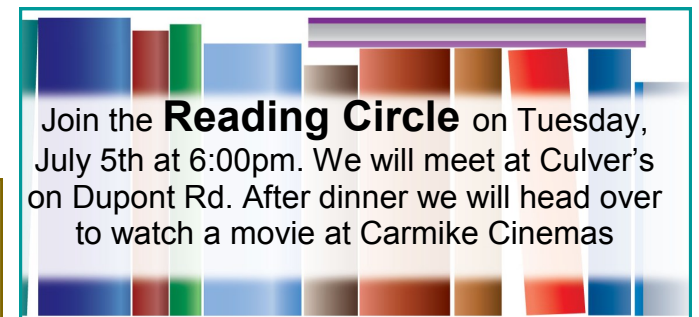 Join the Reading Circle on Tuesday,
July 5th at 6:00pm. We will meet at Culver’s
on Dupont Rd. After dinner we will head over
to watch a movie at Carmike Cinemas